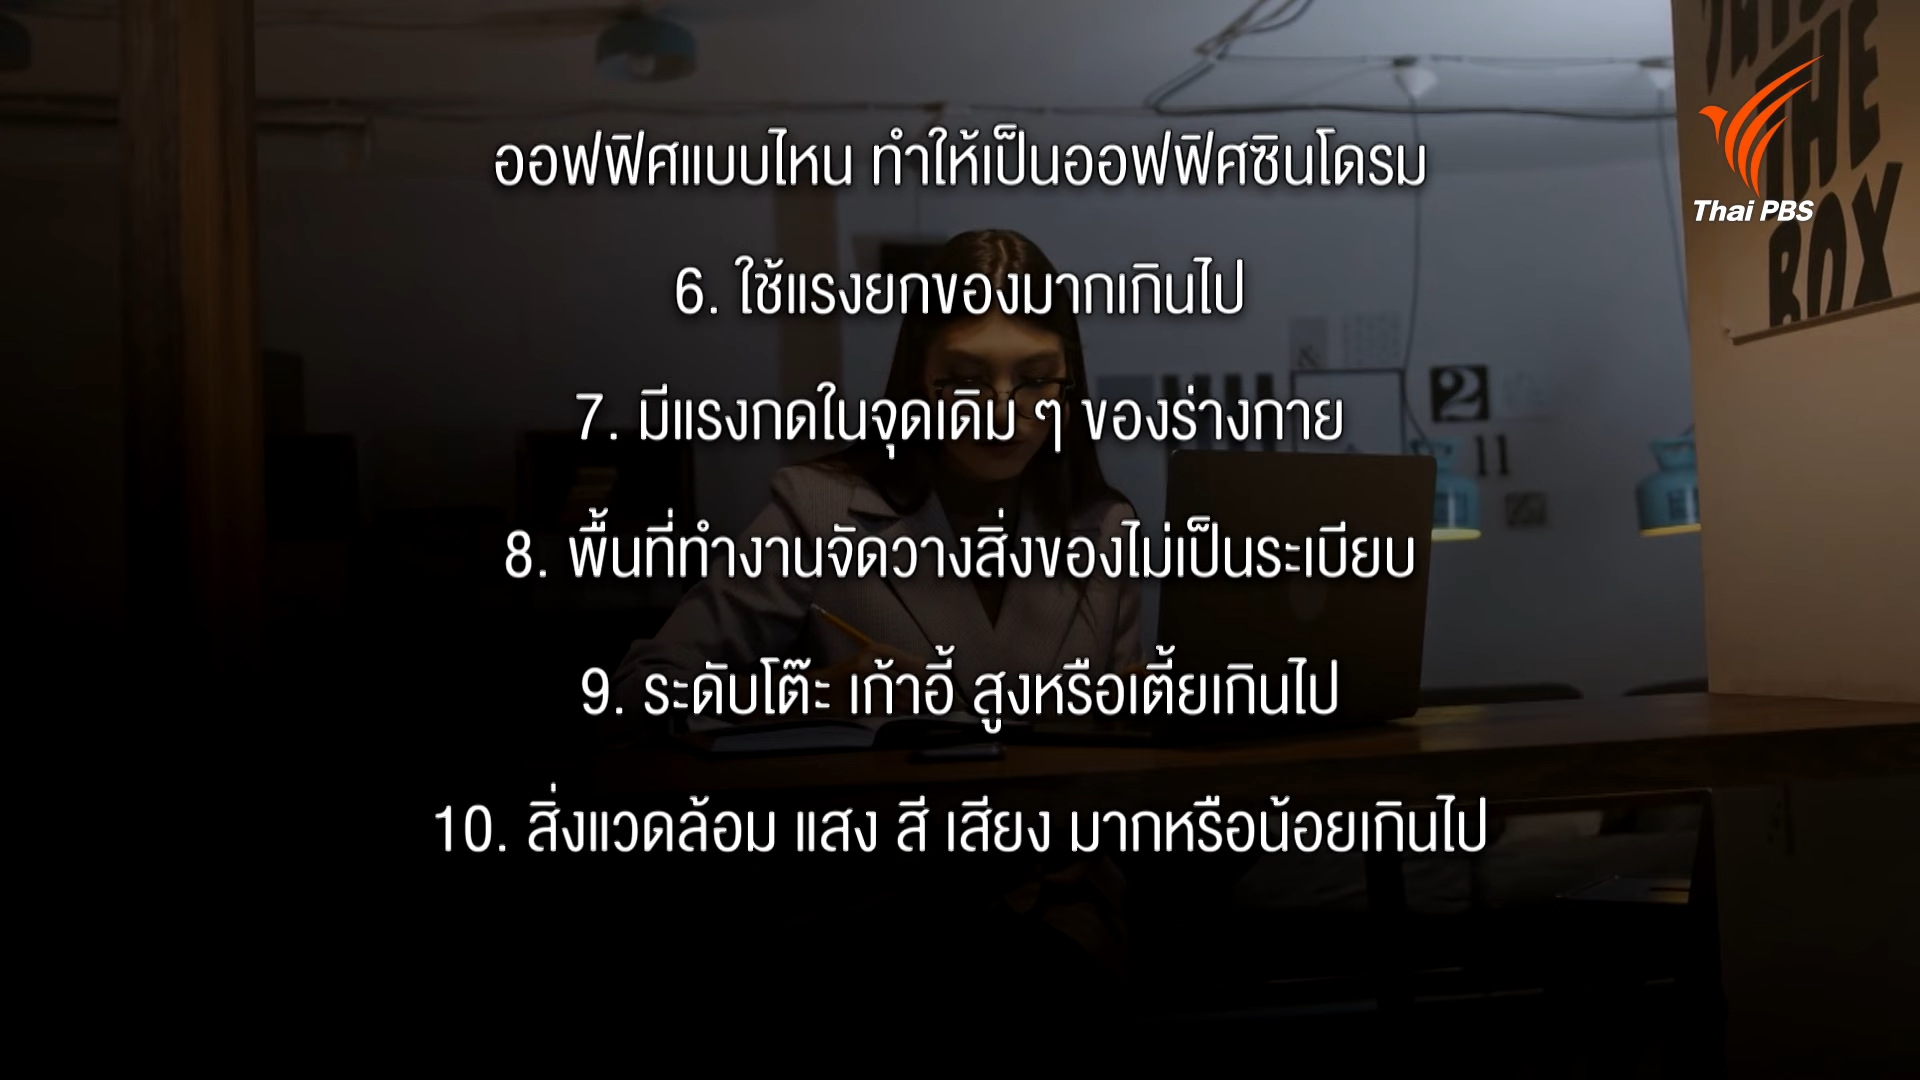 ออฟฟิศแบบไหน ทำให้เป็นออฟฟิศซินโดรม
6. ใช้แรงยกของมากเกินไป
7. มีแรงกดในจุดเดิม ๆ ของร่างกาย
8. พื้นที่ทำงานจัดวางสิ่งของไม่เป็นระเบียบ
9. ระดับโต๊ะ เก้าอี้ สูงหรือเตี้ยเกินไป
10. สิ่งแวดล้อม แสง สี เสียง มากหรือน้อยเกินไป
Thai PBS
THE
BOX
&
2
11